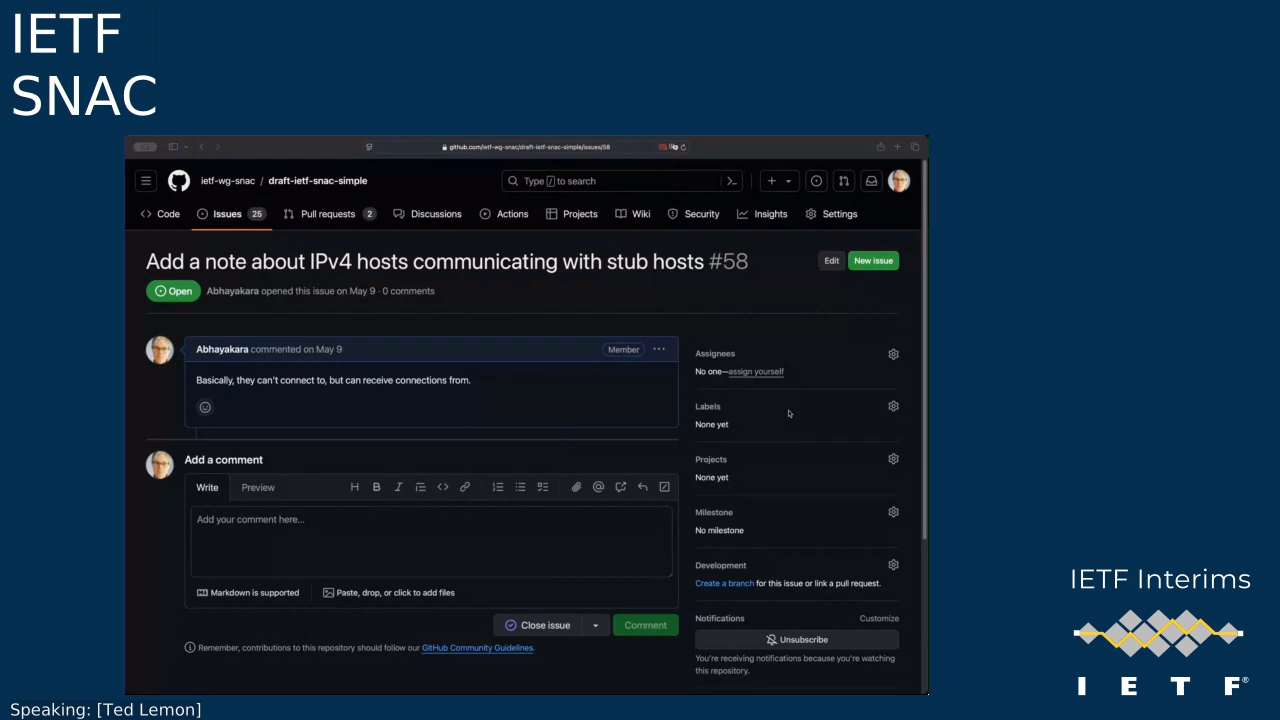 IETF
SNAC
github.com/ietf-wg-snac/draft-ietf-snac-simple/issues/58
ietf-wg-snac / draft-ietf-snac-simple
Type / to search
Code
Issues 25
Pull requests 2
Discussions
Actions
Projects
Wiki
Security
Insights
Settings
Add a note about IPv4 hosts communicating with stub hosts #58
Edit
New issue
Open
Abhayakara opened this issue on May 9 · 0 comments
Abhayakara commented on May 9
Member
Basically, they can't connect to, but can receive connections from.
Add a comment
Write
Preview
Add your comment here...
Markdown is supported
Paste, drop, or click to add files
Close issue
Comment
Remember, contributions to this repository should follow our GitHub Community Guidelines.
Assignees
No one—assign yourself
Labels
None yet
Projects
None yet
Milestone
No milestone
Development
Create a branch for this issue or link a pull request.
Notifications
Customize
Unsubscribe
You're receiving notifications because you're watching
this repository.
IETF Interims
I E T F®
Speaking: [Ted Lemon]